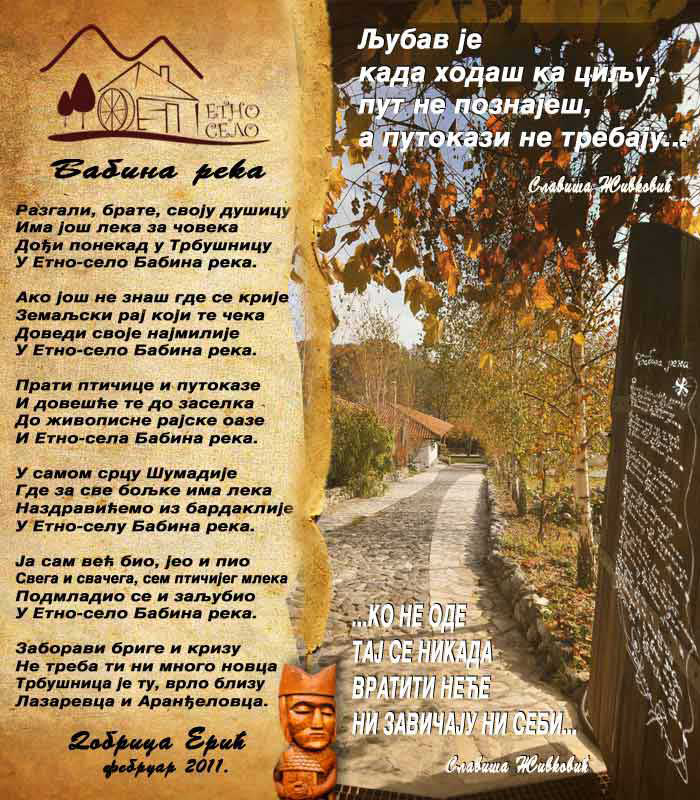 ЕТНО
СЕЛО
Бабина река
Разгали, брате, своју душицу
Има још лека за човека
Дођи понекад у Трбушницу
У Етно-село Бабина река.
Ако још не знаш где се крије
Земаљски рај који те чека
Доведи своје најмилије
У Етно-село Бабина река.
Прати птичице и путоказе
И довешће те до заселка
До живописне рајске оазе
И Етно-села Бабина река.
У самом срцу Шумадије
Где за све бољке има лека
Наздравићемо из бардаклије
У Етно-селу Бабина река.
Ја сам већ био, јео и пио
Свега и свачега, сем птичијег млека
Подмладио се и заљубио
У Етно-село Бабина река.
Заборави бриге и кризу
Не треба ти ни много новца
Трбушница је ту, врло близу
Лазаревца и Аранђеловца.
Добрица Ерић
фебруар 2011.
Љубав је
када ходаш ка циљу,
пут не познајеш,
а путокази не требају...
Славиша Живковић
Бабина река
...КО НЕ ОДЕ
ТАЈ СЕ НИКАДА
ВРАТИТИ НЕЋЕ
НИ ЗАВИЧАЈУ НИ СЕБИ...
Славиша Живковић